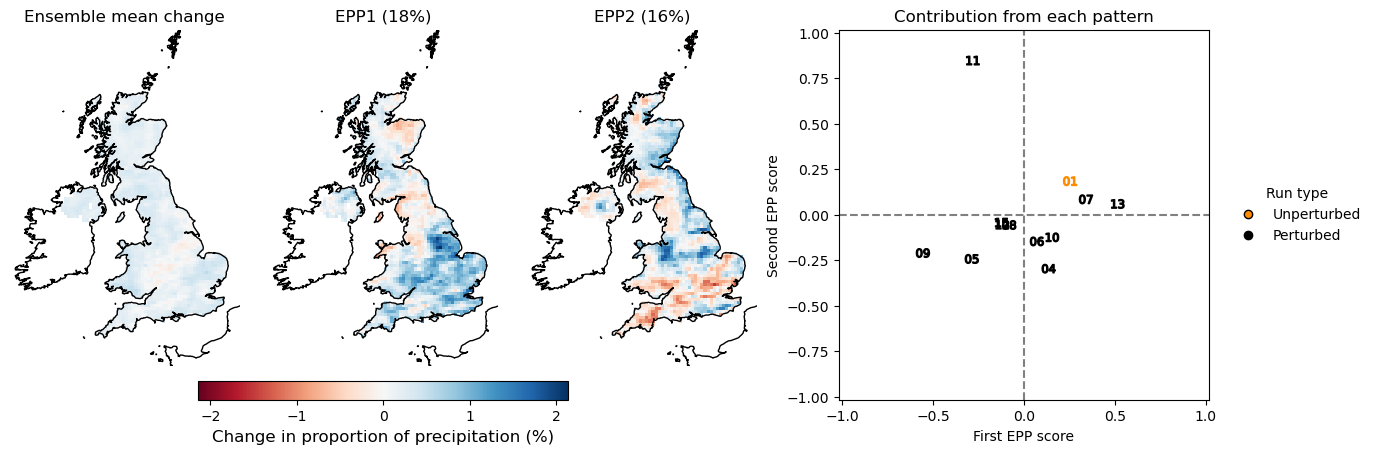 Ensemble mean change
EPP1 (18%)
EPP2 (16%)
−2 −1 0 1 2
Change in proportion of precipitation (%)
Contribution from each pattern
1.00
0.75
0.50
0.25
0.00
−0.25
−0.50
−0.75
−1.00
Second EPP score
11
01
07
13
10
06
09
05
04
−1.0 −0.5 0.0 0.5 1.0
First EPP score
Run type
Unperturbed
Perturbed